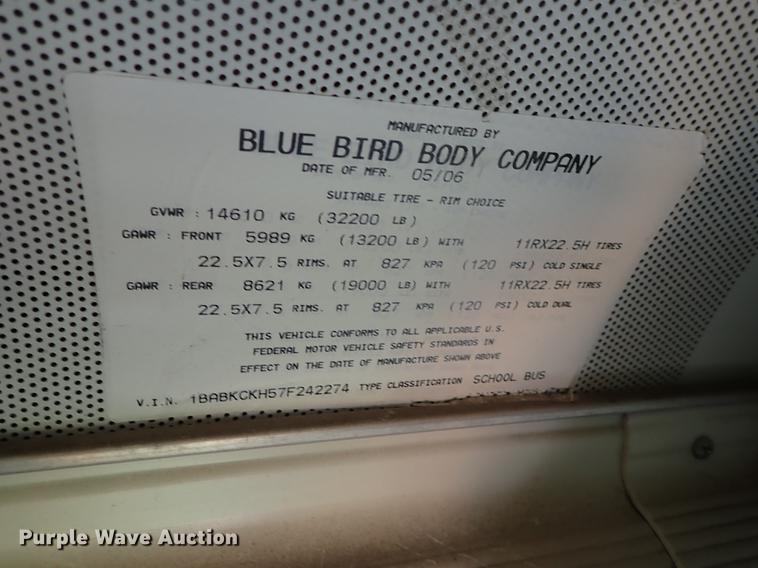 MANUFACTURED BY
BLUE BIRD BODY COMPANY
DATE OF MFR. 05/06
SUITABLE TIRE - RIM CHOICE
GVWR : 14610 KG (32200 LB)
GAWR : FRONT 5989 KG (13200 LB) WITH 11RX22.5H TIRES
22.5X7.5 RIMS. AT 827 KPA (120 PSI) COLD SINGLE
GAWR : REAR 8621 KG (19000 LB) WITH 11RX22.5H TIRES
22.5X7.5 RIMS. AT 827 KPA (120 PSI) COLD DUAL
THIS VEHICLE CONFORMS TO ALL APPLICABLE U.S.
FEDERAL MOTOR VEHICLE SAFETY STANDARDS IN
EFFECT ON THE DATE OF MANUFACTURE SHOWN ABOVE
V.I.N. 1BABKCKH57F242274 TYPE CLASSIFICATION SCHOOL BUS
Purple Wave Auction